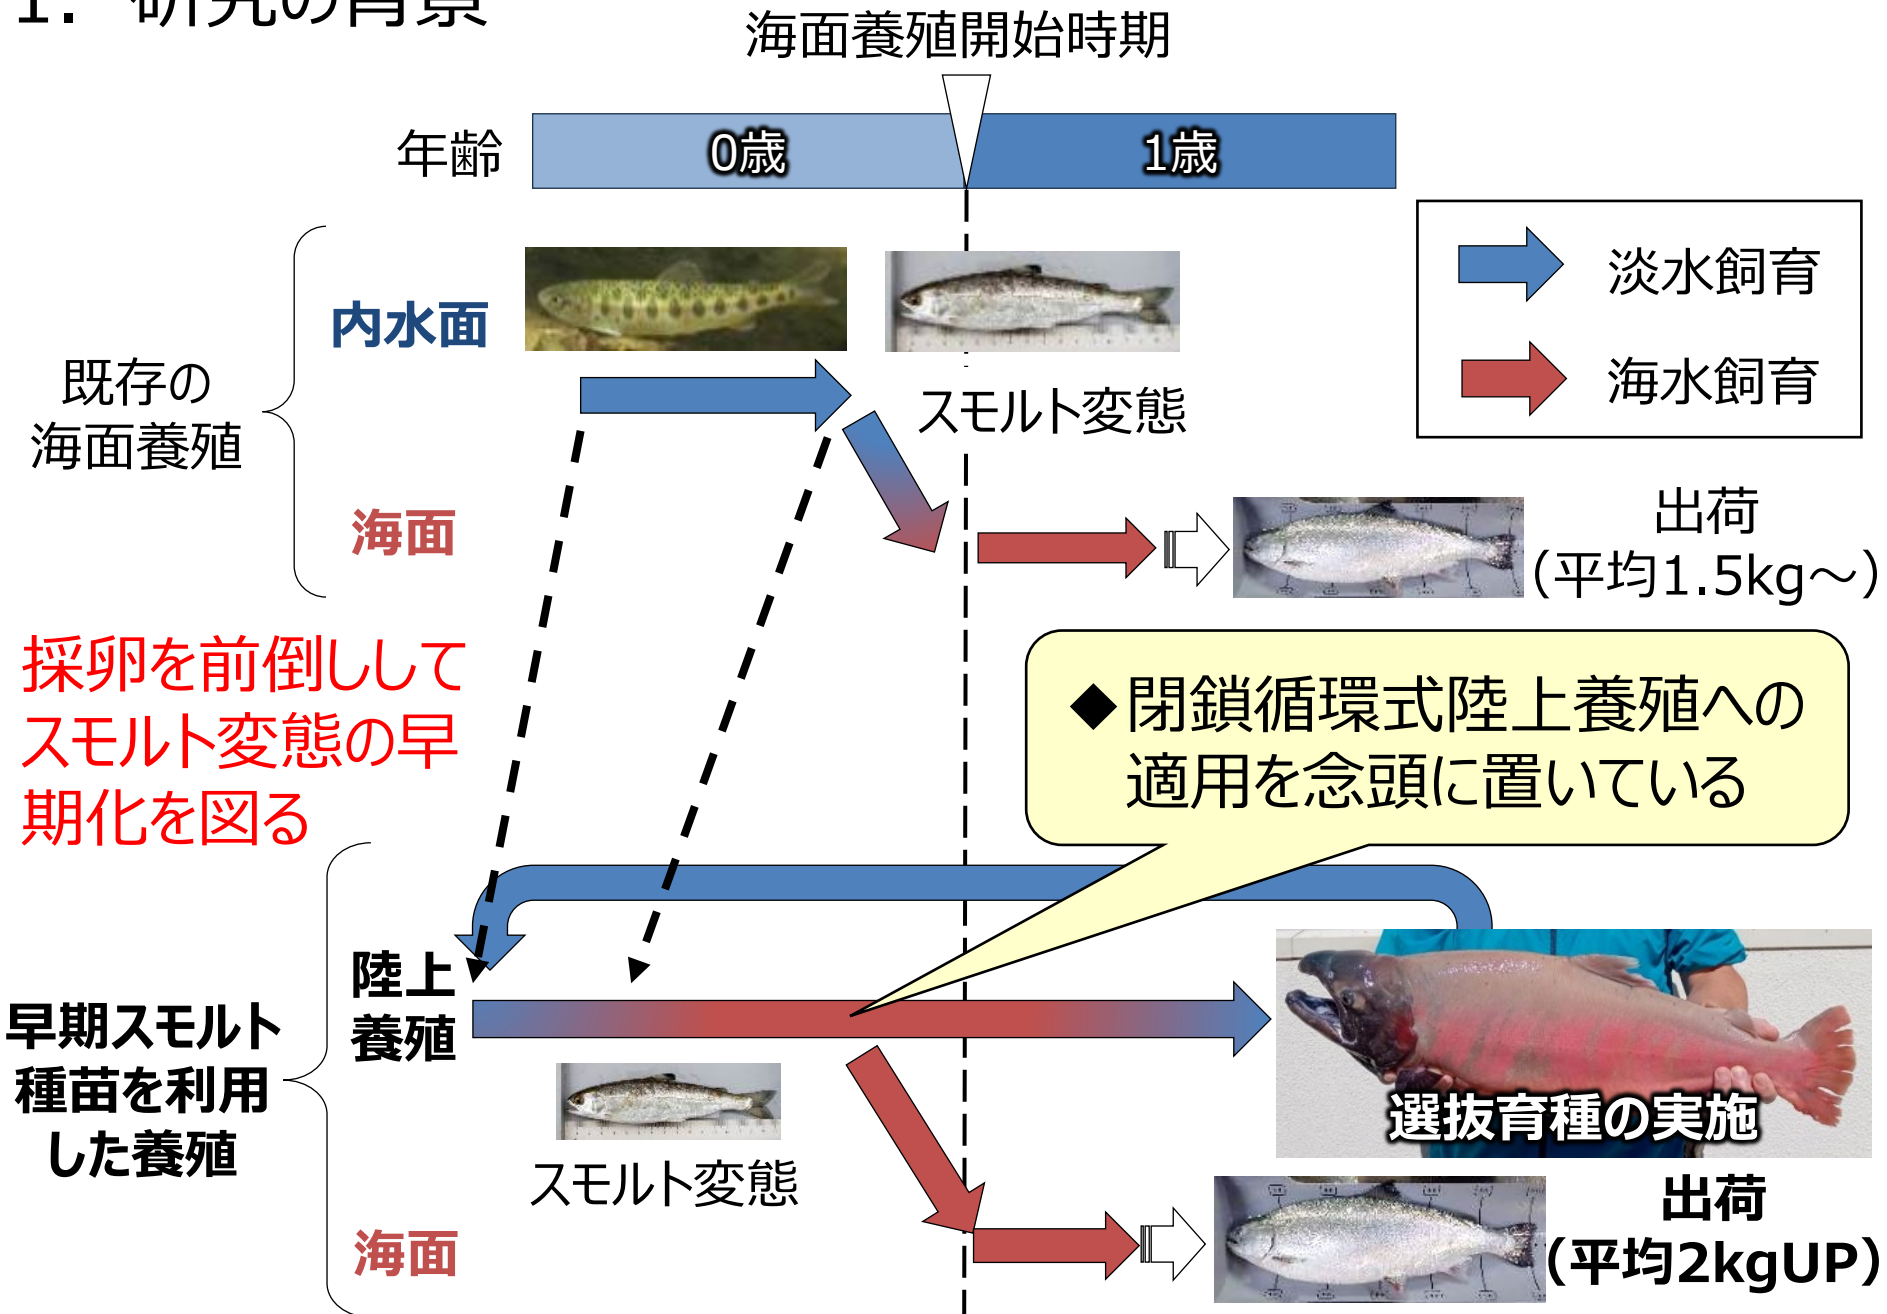 1. 研究の背景
海面養殖開始時期
年齢
0歳
1歳
淡水飼育
海水飼育
既存の
海面養殖
内水面
スモルト変態
海面
出荷
(平均1.5kg～)
採卵を前倒しして
スモルト変態の早
期化を図る
◆閉鎖循環式陸上養殖への
適用を念頭に置いている
早期スモルト
種苗を利用
した養殖
陸上
養殖
スモルト変態
選抜育種の実施
海面
出荷
(平均2kgUP)